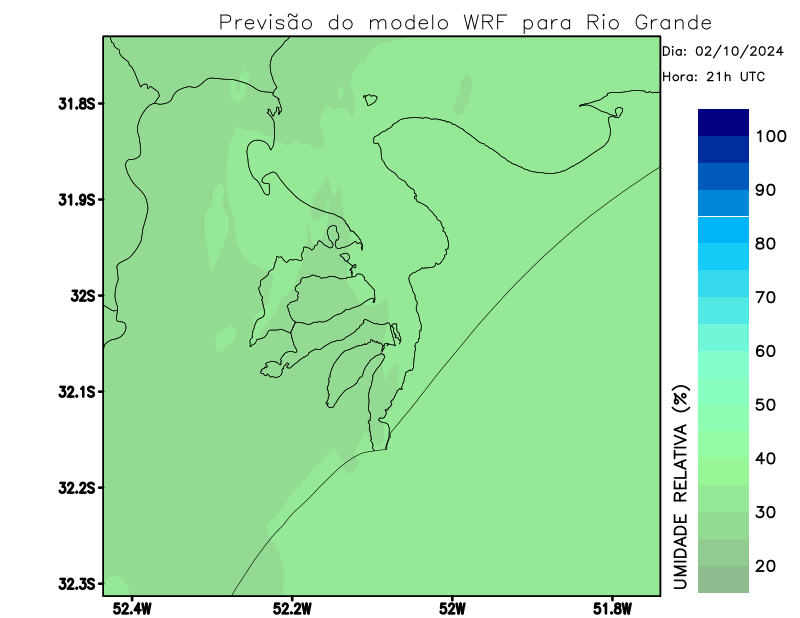 Previsão do modelo WRF para Rio Grande
Dia: 02/10/2024
Hora: 21h UTC
31.8S
31.9S
32S
32.1S
32.2S
32.3S
52.4W
52.2W
52W
51.8W
100
90
80
70
60
50
40
30
20
UMIDADE RELATIVA (%)